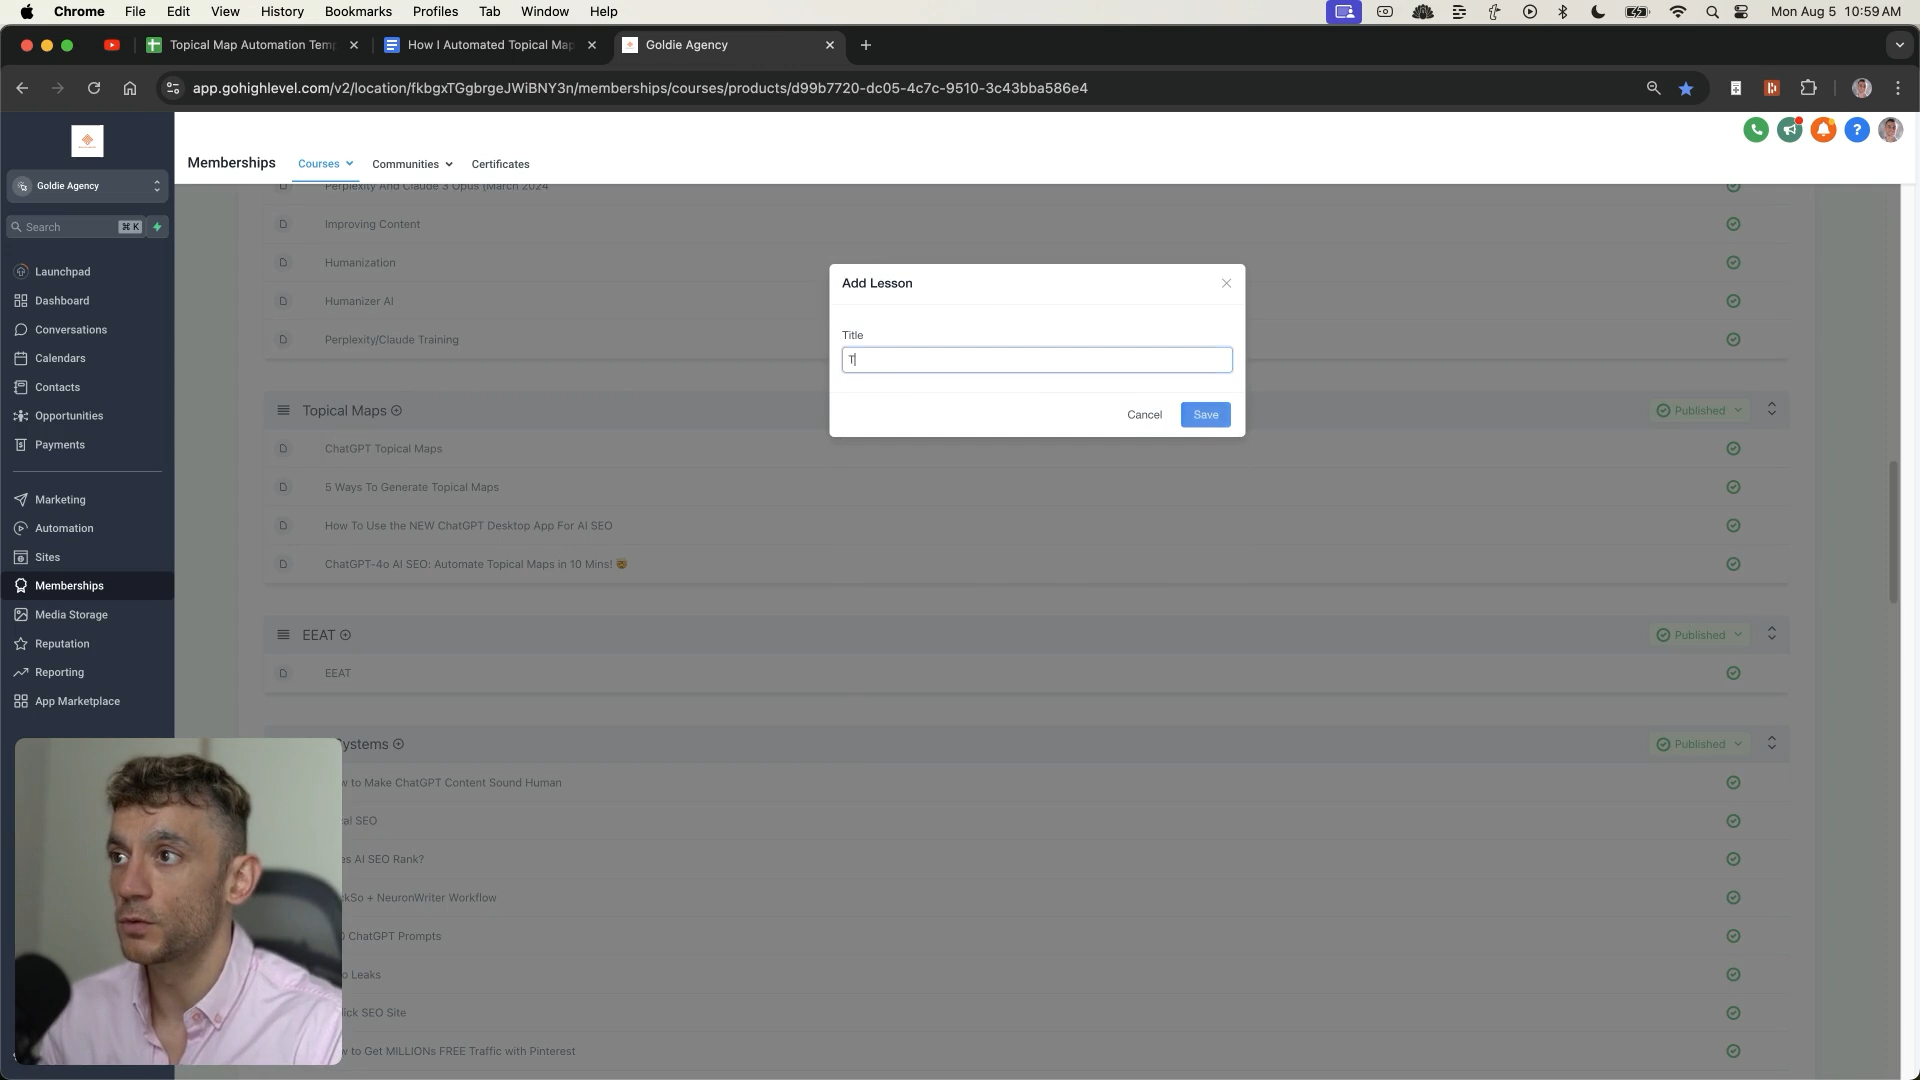 Chrome File Edit View History Bookmarks Profiles Tab Window Help Mon Aug 5 10:59 AM
Topical Map Automation Tem
How I Automated Topical Map
Goldie Agency
app.gohighlevel.com/v2/location/fkbgxTGgbrgeJWiBNY3n/memberships/courses/products/d99b7720-dc05-4c7c-9510-3c43bba586e4
Goldie Agency
Search ⌘ K
Launchpad
Dashboard
Conversations
Calendars
Contacts
Opportunities
Payments
Marketing
Automation
Sites
Memberships
Media Storage
Reputation
Reporting
App Marketplace
Memberships Courses Communities Certificates
Perplexity And Claude 3 Opus (March 2024
Improving Content
Humanization
Humanizer AI
Perplexity/Claude Training
Add Lesson
Title
T
Cancel Save
Topical Maps Published
ChatGPT Topical Maps
5 Ways To Generate Topical Maps
How To Use the NEW ChatGPT Desktop App For AI SEO
ChatGPT-4o AI SEO: Automate Topical Maps in 10 Mins! 🤯
EEAT Published
EEAT
ystems Published
w to Make ChatGPT Content Sound Human
al SEO
es AI SEO Rank?
kSo + NeuronWriter Workflow
ChatGPT Prompts
o Leaks
ick SEO Site
w to Get MILLIONs FREE Traffic with Pinterest